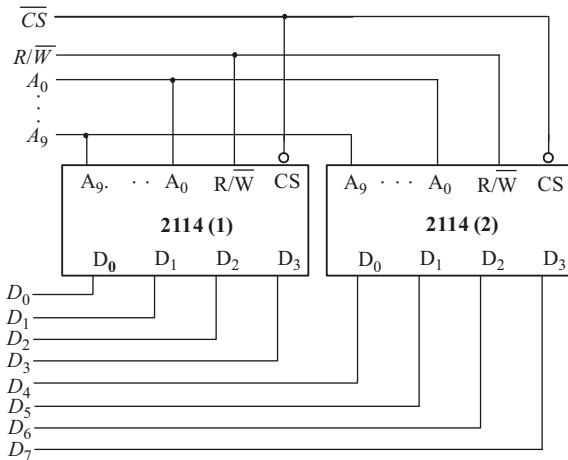 C̅S̅
R/W̅
A₀
·
·
·
A₉
A₉. · · A₀ R/W̅ CS
A₉ · · · A₀ R/W̅ CS
2114 (1)
2114 (2)
D₀ D₁ D₂ D₃
D₀ D₁ D₂ D₃
D₀
D₁
D₂
D₃
D₄
D₅
D₆
D₇